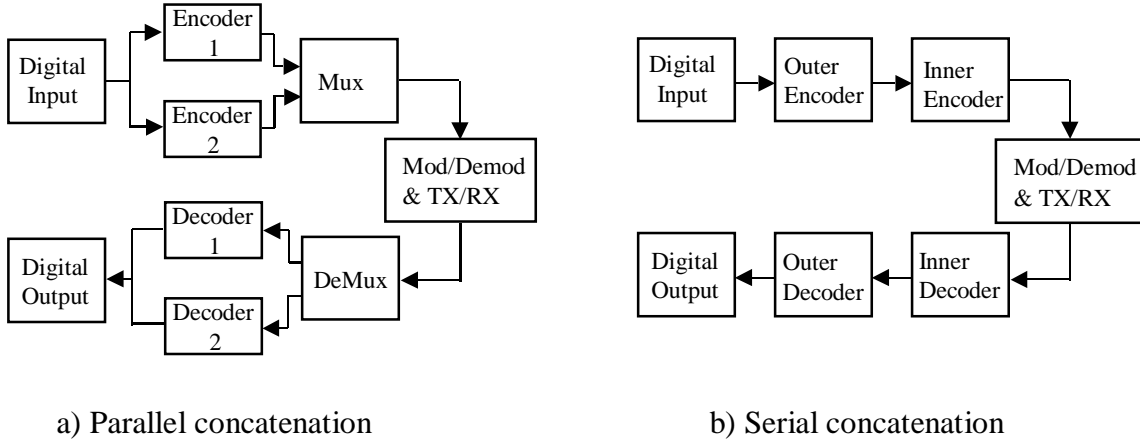 Digital
Input
Encoder
1
Encoder
2
Mux
Mod/Demod
& TX/RX
Decoder
1
Decoder
2
DeMux
Digital
Output
a) Parallel concatenation
Digital
Input
Outer
Encoder
Inner
Encoder
Mod/Demod
& TX/RX
Digital
Output
Outer
Decoder
Inner
Decoder
b) Serial concatenation